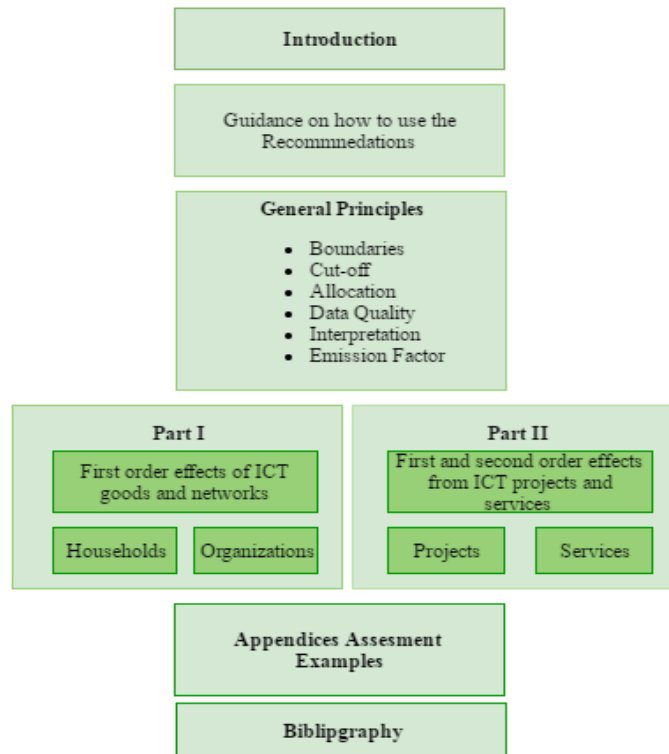 Introduction
Guidance on how to use the
Recommnedations
General Principles
• Boundaries
• Cut-off
• Allocation
• Data Quality
• Interpretation
• Emission Factor
Part I
First order effects of ICT
goods and networks
Households
Organizations
Part II
First and second order effects
from ICT projects and
services
Projects
Services
Appendices Assesment
Examples
Biblipgraphy